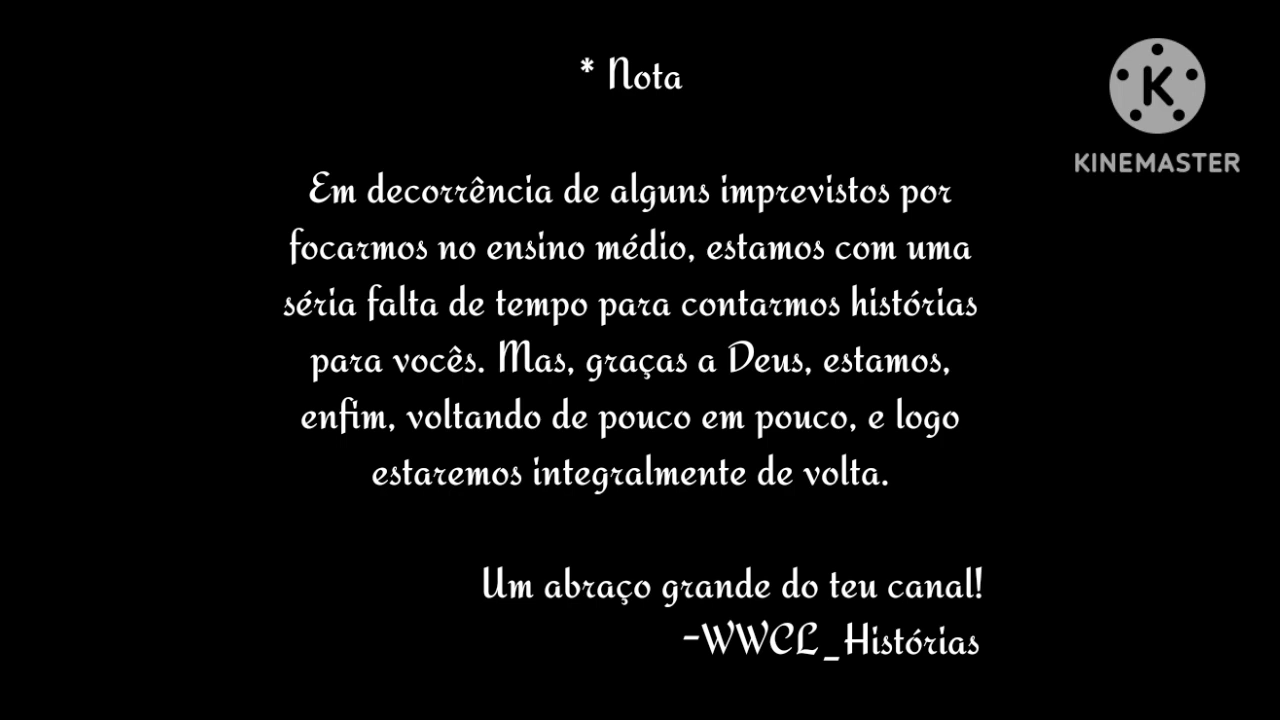 * Nota
K
KINEMASTER
Em decorrência de alguns imprevistos por
focarmos no ensino médio, estamos com uma
séria falta de tempo para contarmos histórias
para vocês. Mas, graças a Deus, estamos,
enfim, voltando de pouco em pouco, e logo
estaremos integralmente de volta.
Um abraço grande do teu canal!
-WWCL_Histórias